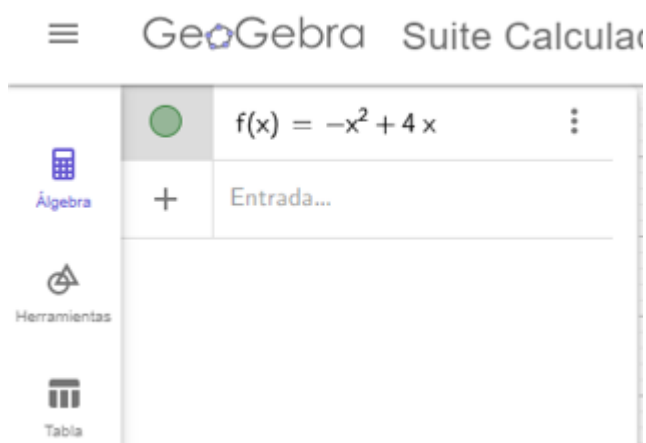 GeoGebra Suite Calculad
f(x) = −x² + 4 x
Álgebra
Entrada...
Herramientas
Tabla